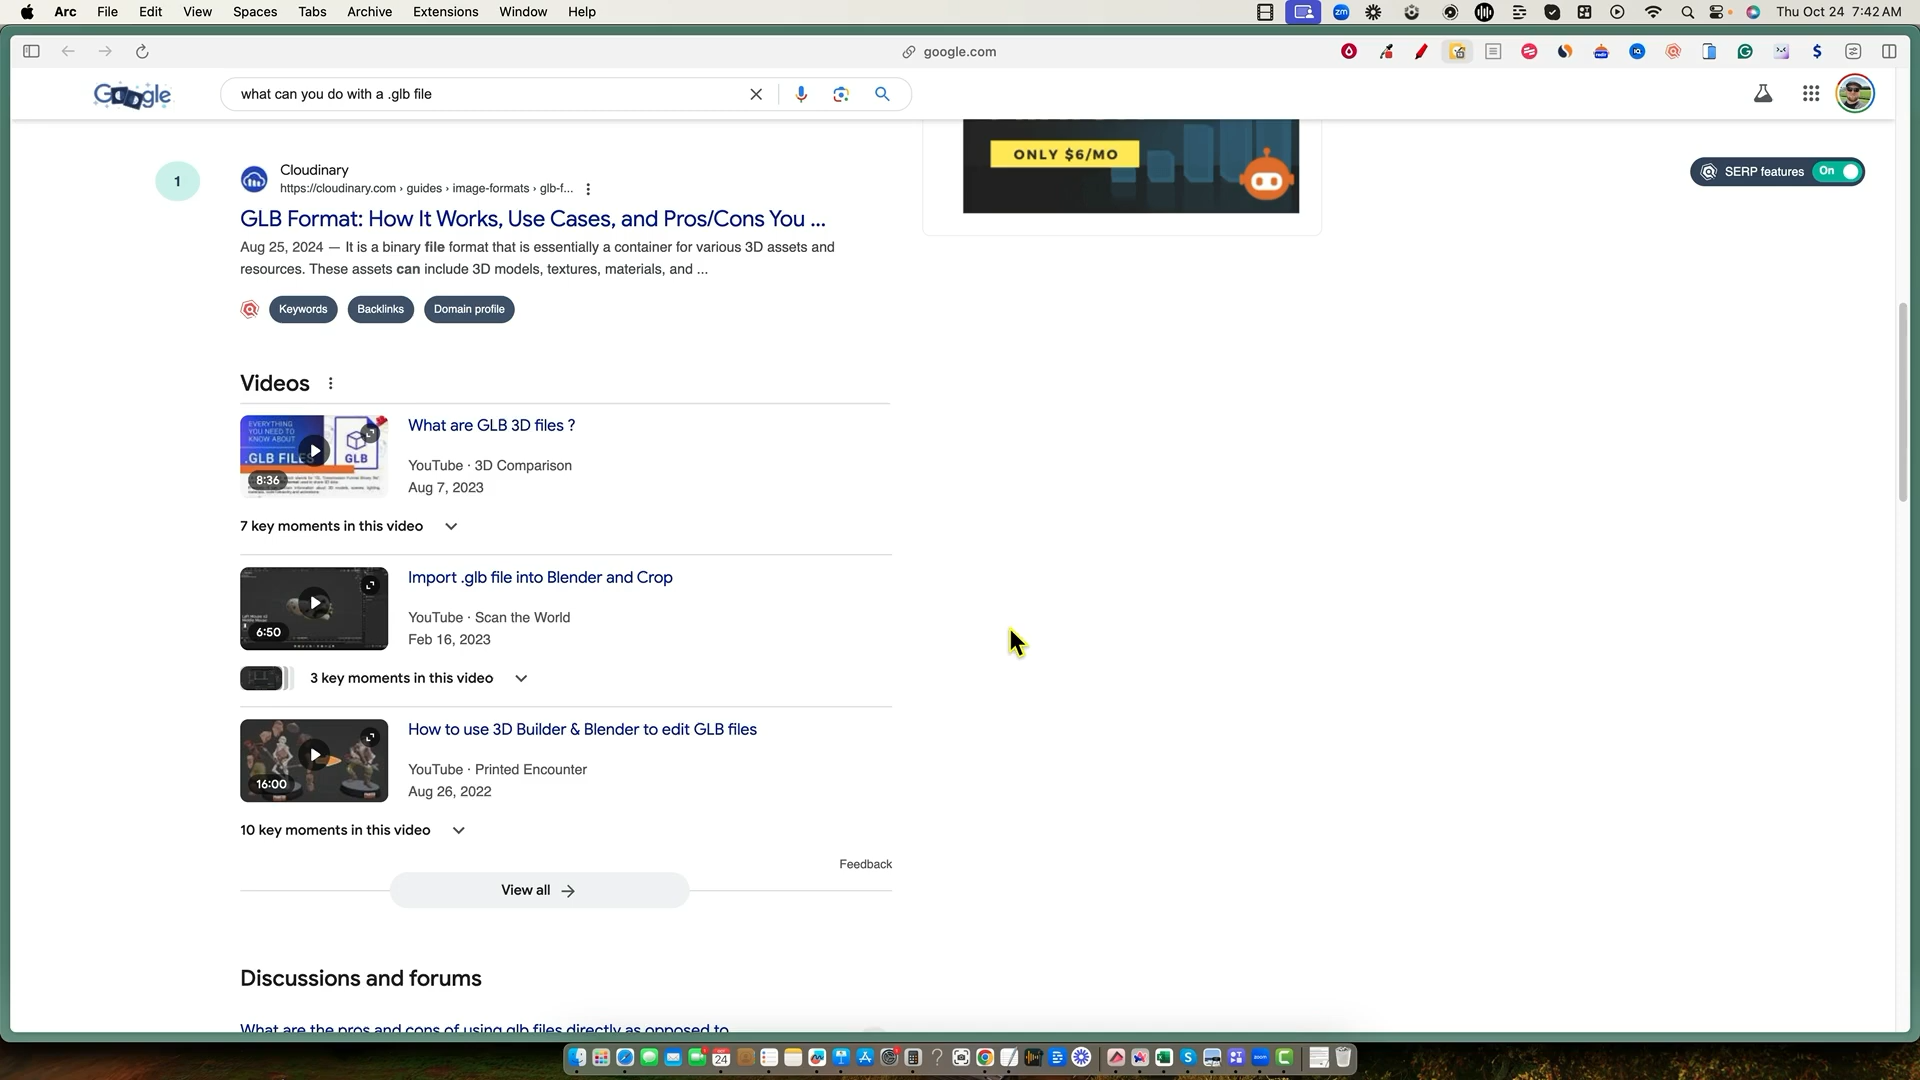 Arc File Edit View Spaces Tabs Archive Extensions Window Help
zm
Thu Oct 24 7:42 AM
google.com
Google
what can you do with a .glb file
ONLY $6/MO
SERP features On
1
Cloudinary
https://cloudinary.com › guides › image-formats › glb-f...
GLB Format: How It Works, Use Cases, and Pros/Cons You ...
Aug 25, 2024 — It is a binary file format that is essentially a container for various 3D assets and
resources. These assets can include 3D models, textures, materials, and ...
Keywords Backlinks Domain profile
Videos
EVERYTHING
YOU NEED TO
KNOW ABOUT
.GLB FILES
GLB
8:36
What are GLB 3D files ?
YouTube · 3D Comparison
Aug 7, 2023
7 key moments in this video
6:50
Import .glb file into Blender and Crop
YouTube · Scan the World
Feb 16, 2023
3 key moments in this video
16:00
How to use 3D Builder & Blender to edit GLB files
YouTube · Printed Encounter
Aug 26, 2022
10 key moments in this video
Feedback
View all
Discussions and forums
What are the pros and cons of using glb files directly as opposed to
24
zoom